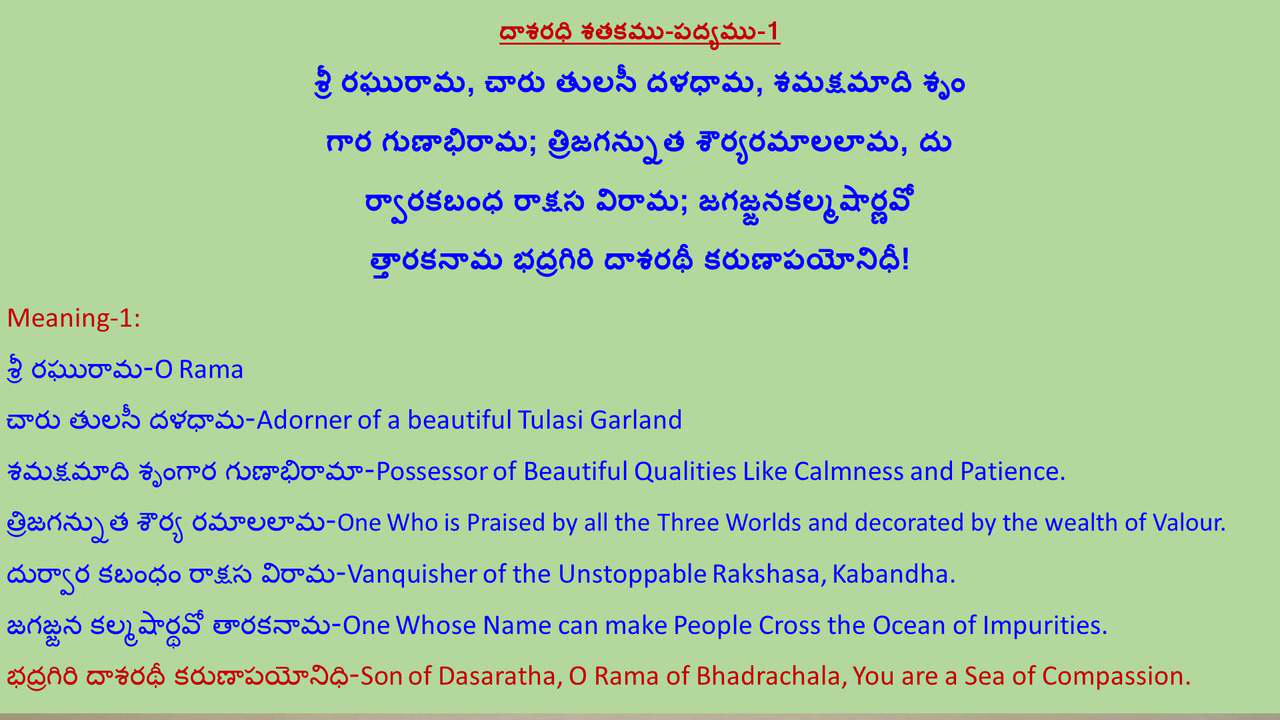 దాశరధి శతకము-పద్యము-1
శ్రీ రఘురామ, చారు తులసీ దళధామ, శమక్షమాది శృం
గార గుణాభిరామ; త్రిజగన్నుత శౌర్యరమాలలామ, దు
ర్వారకబంధ రాక్షస విరామ; జగజ్జనకల్మషార్ణవో
త్తారకనామ భద్రగిరి దాశరథీ కరుణాపయోనిధీ!
Meaning-1:
శ్రీ రఘురామ-O Rama
చారు తులసీ దళధామ-Adorner of a beautiful Tulasi Garland
శమక్షమాది శృంగార గుణాభిరామా-Possessor of Beautiful Qualities Like Calmness and Patience.
త్రిజగన్నుత శౌర్య రమాలలామ-One Who is Praised by all the Three Worlds and decorated by the wealth of Valour.
దుర్వార కబంధం రాక్షస విరామ-Vanquisher of the Unstoppable Rakshasa, Kabandha.
జగజ్జన కల్మషార్థవో తారకనామ-One Whose Name can make People Cross the Ocean of Impurities.
భద్రగిరి దాశరథీ కరుణాపయోనిధి-Son of Dasaratha, O Rama of Bhadrachala, You are a Sea of Compassion.